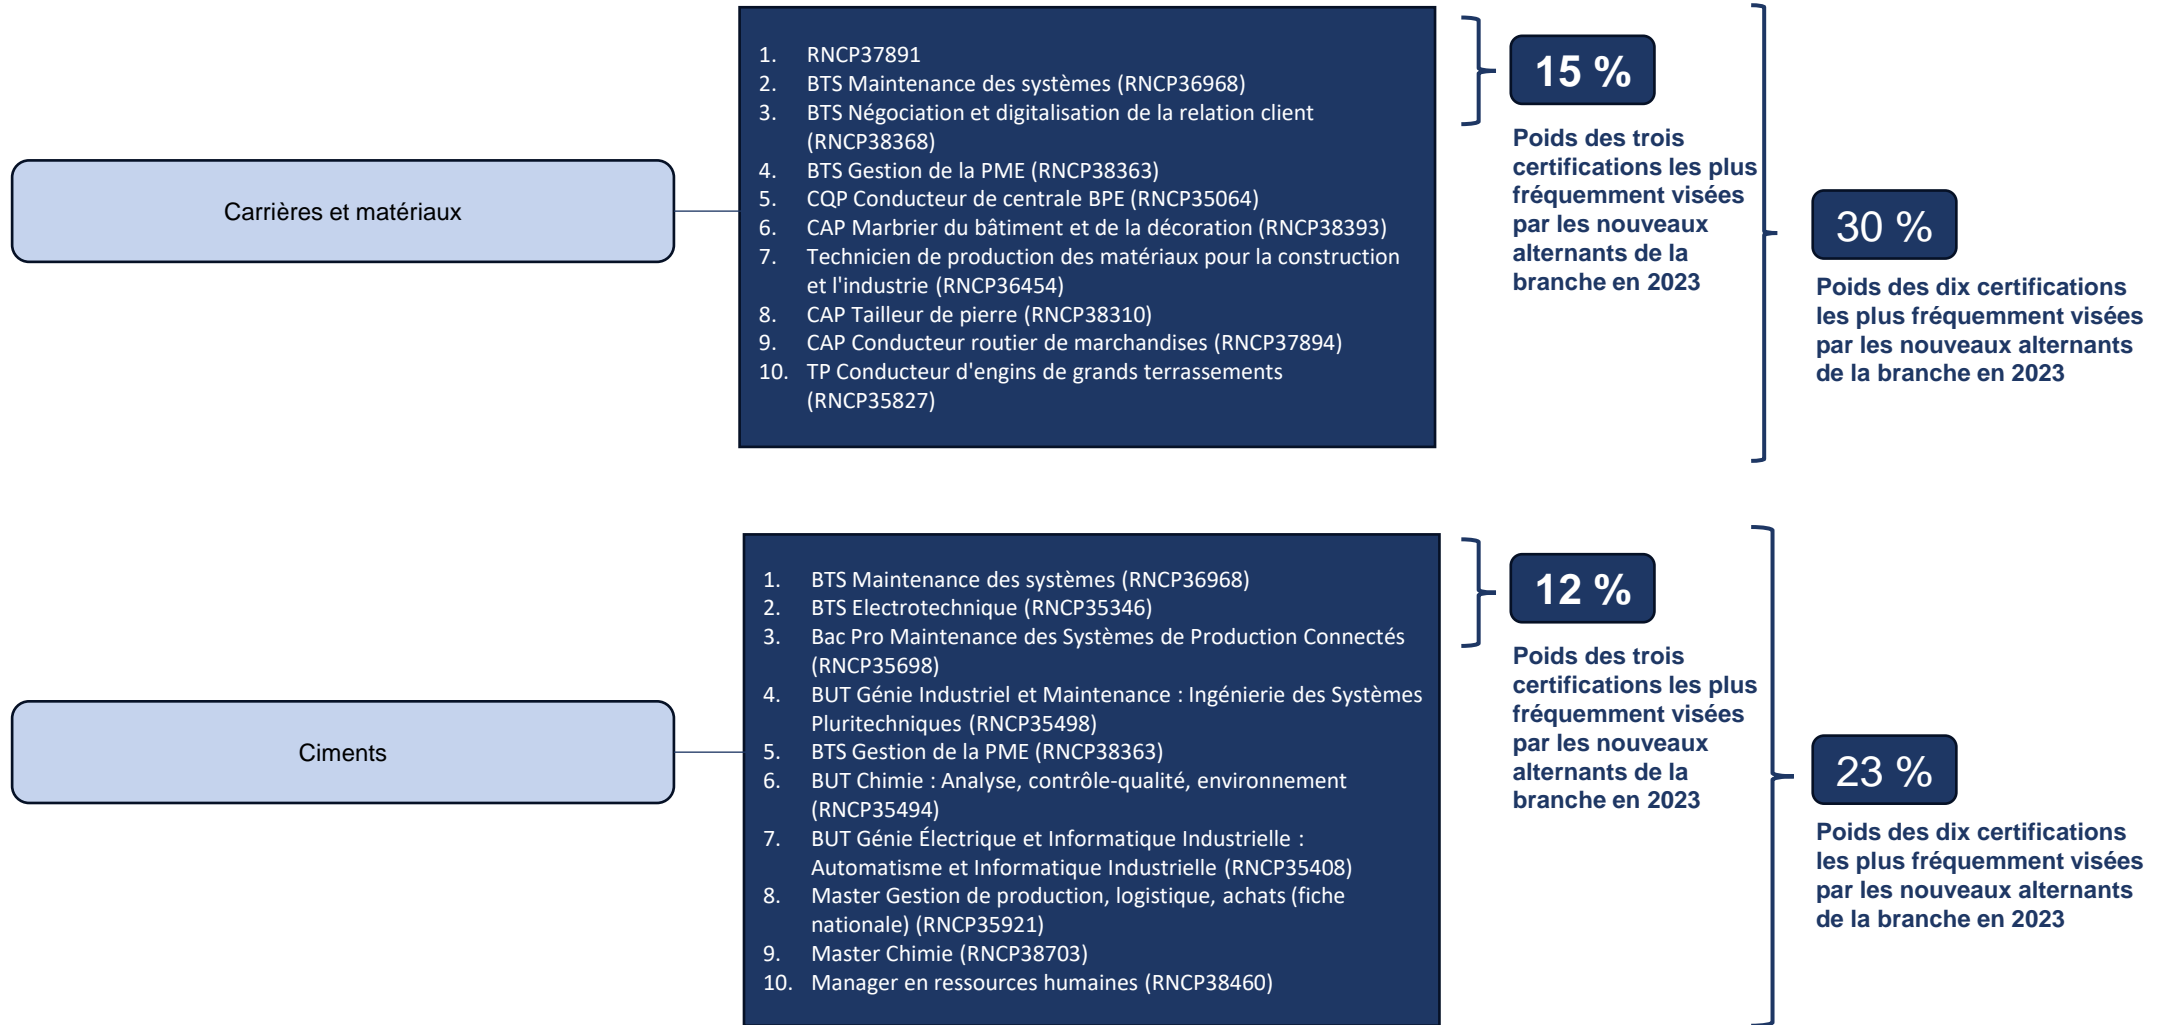 Carrières et matériaux
1. RNCP37891
2. BTS Maintenance des systèmes (RNCP36968)
3. BTS Négociation et digitalisation de la relation client
(RNCP38368)
4. BTS Gestion de la PME (RNCP38363)
5. CQP Conducteur de centrale BPE (RNCP35064)
6. CAP Marbrier du bâtiment et de la décoration (RNCP38393)
7. Technicien de production des matériaux pour la construction
et l'industrie (RNCP36454)
8. CAP Tailleur de pierre (RNCP38310)
9. CAP Conducteur routier de marchandises (RNCP37894)
10. TP Conducteur d'engins de grands terrassements
(RNCP35827)
15 %
Poids des trois
certifications les plus
fréquemment visées
par les nouveaux
alternants de la
branche en 2023
30 %
Poids des dix certifications
les plus fréquemment visées
par les nouveaux alternants
de la branche en 2023
Ciments
1. BTS Maintenance des systèmes (RNCP36968)
2. BTS Electrotechnique (RNCP35346)
3. Bac Pro Maintenance des Systèmes de Production Connectés
(RNCP35698)
4. BUT Génie Industriel et Maintenance : Ingénierie des Systèmes
Pluritechniques (RNCP35498)
5. BTS Gestion de la PME (RNCP38363)
6. BUT Chimie : Analyse, contrôle-qualité, environnement
(RNCP35494)
7. BUT Génie Électrique et Informatique Industrielle :
Automatisme et Informatique Industrielle (RNCP35408)
8. Master Gestion de production, logistique, achats (fiche
nationale) (RNCP35921)
9. Master Chimie (RNCP38703)
10. Manager en ressources humaines (RNCP38460)
12 %
Poids des trois
certifications les plus
fréquemment visées
par les nouveaux
alternants de la
branche en 2023
23 %
Poids des dix certifications
les plus fréquemment visées
par les nouveaux alternants
de la branche en 2023